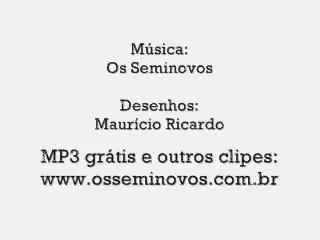 Música:
Os Seminovos
Desenhos:
Maurício Ricardo
MP3 grátis e outros clipes:
www.osseminovos.com.br